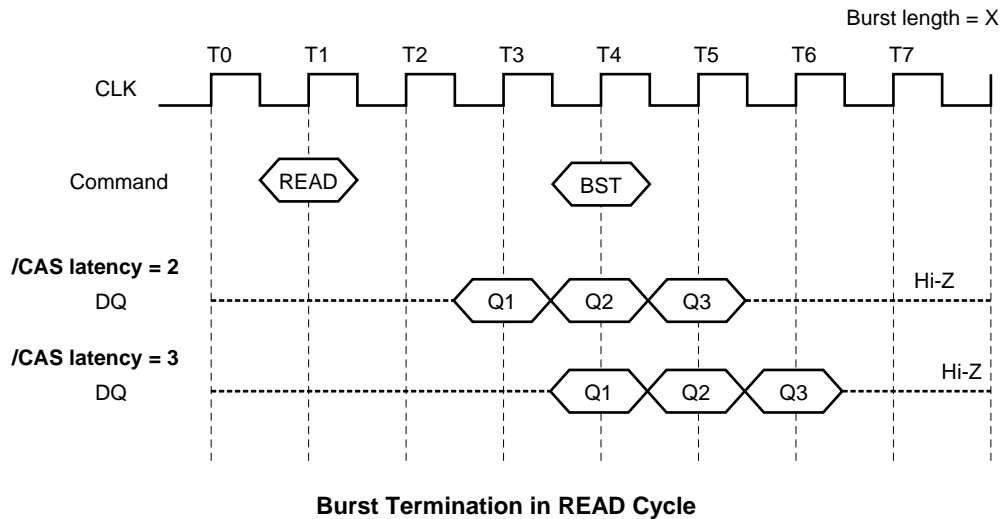 Burst length = X
T0 T1 T2 T3 T4 T5 T6 T7
CLK
Command READ BST
/CAS latency = 2
Hi-Z
DQ Q1 Q2 Q3
/CAS latency = 3
Hi-Z
DQ Q1 Q2 Q3
Burst Termination in READ Cycle